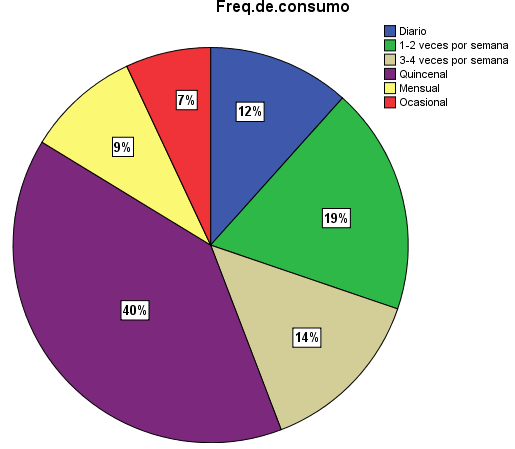 Freq.de.consumo
Diario
1-2 veces por semana
3-4 veces por semana
Quincenal
Mensual
Ocasional
7%
12%
9%
19%
40%
14%